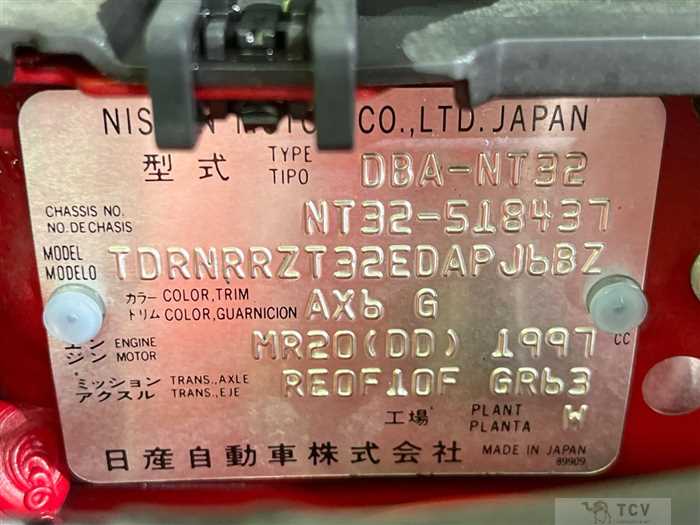 CO.,LTD. JAPAN
型式 TYPE TIPO DBA-NT32
CHASSIS NO. NO. DE CHASIS NT32-518437
MODEL MODELO TDRNRRZT32EDAPJ6BZ
カラー COLOR,TRIM トリム COLOR,GUARNICION AX6 G
ENGINE ジン MOTOR MR20(DD) 1997 CC
ミッション TRANS.,AXLE アクスル TRANS.,EJE RE0F10F GR63
工場 PLANT PLANTA W
日産自動車株式会社 MADE IN JAPAN
89909
TCV